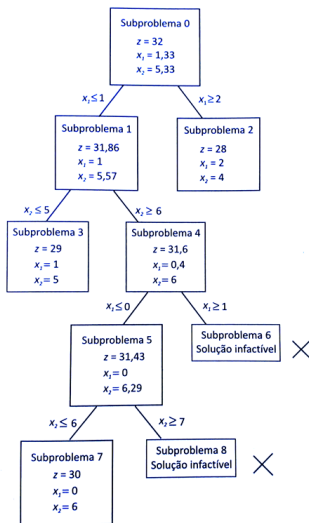 Subproblema 0
z = 32
x₁ = 1,33
x₂ = 5,33
x₁≤1
x₁≥2
Subproblema 1
z = 31,86
x₁ = 1
x₂ = 5,57
Subproblema 2
z = 28
x₁ = 2
x₂ = 4
x₂ ≤ 5
x₂ ≥ 6
Subproblema 3
z = 29
x₁ = 1
x₂ = 5
Subproblema 4
z = 31,6
x₁ = 0,4
x₂ = 6
x₁≤0
x₁≥1
Subproblema 5
z = 31,43
x₁ = 0
x₂ = 6,29
Subproblema 6
Solução infactível
x₂ ≤ 6
x₂ ≥7
Subproblema 7
z = 30
x₁ = 0
x₂ = 6
Subproblema 8
Solução infactível